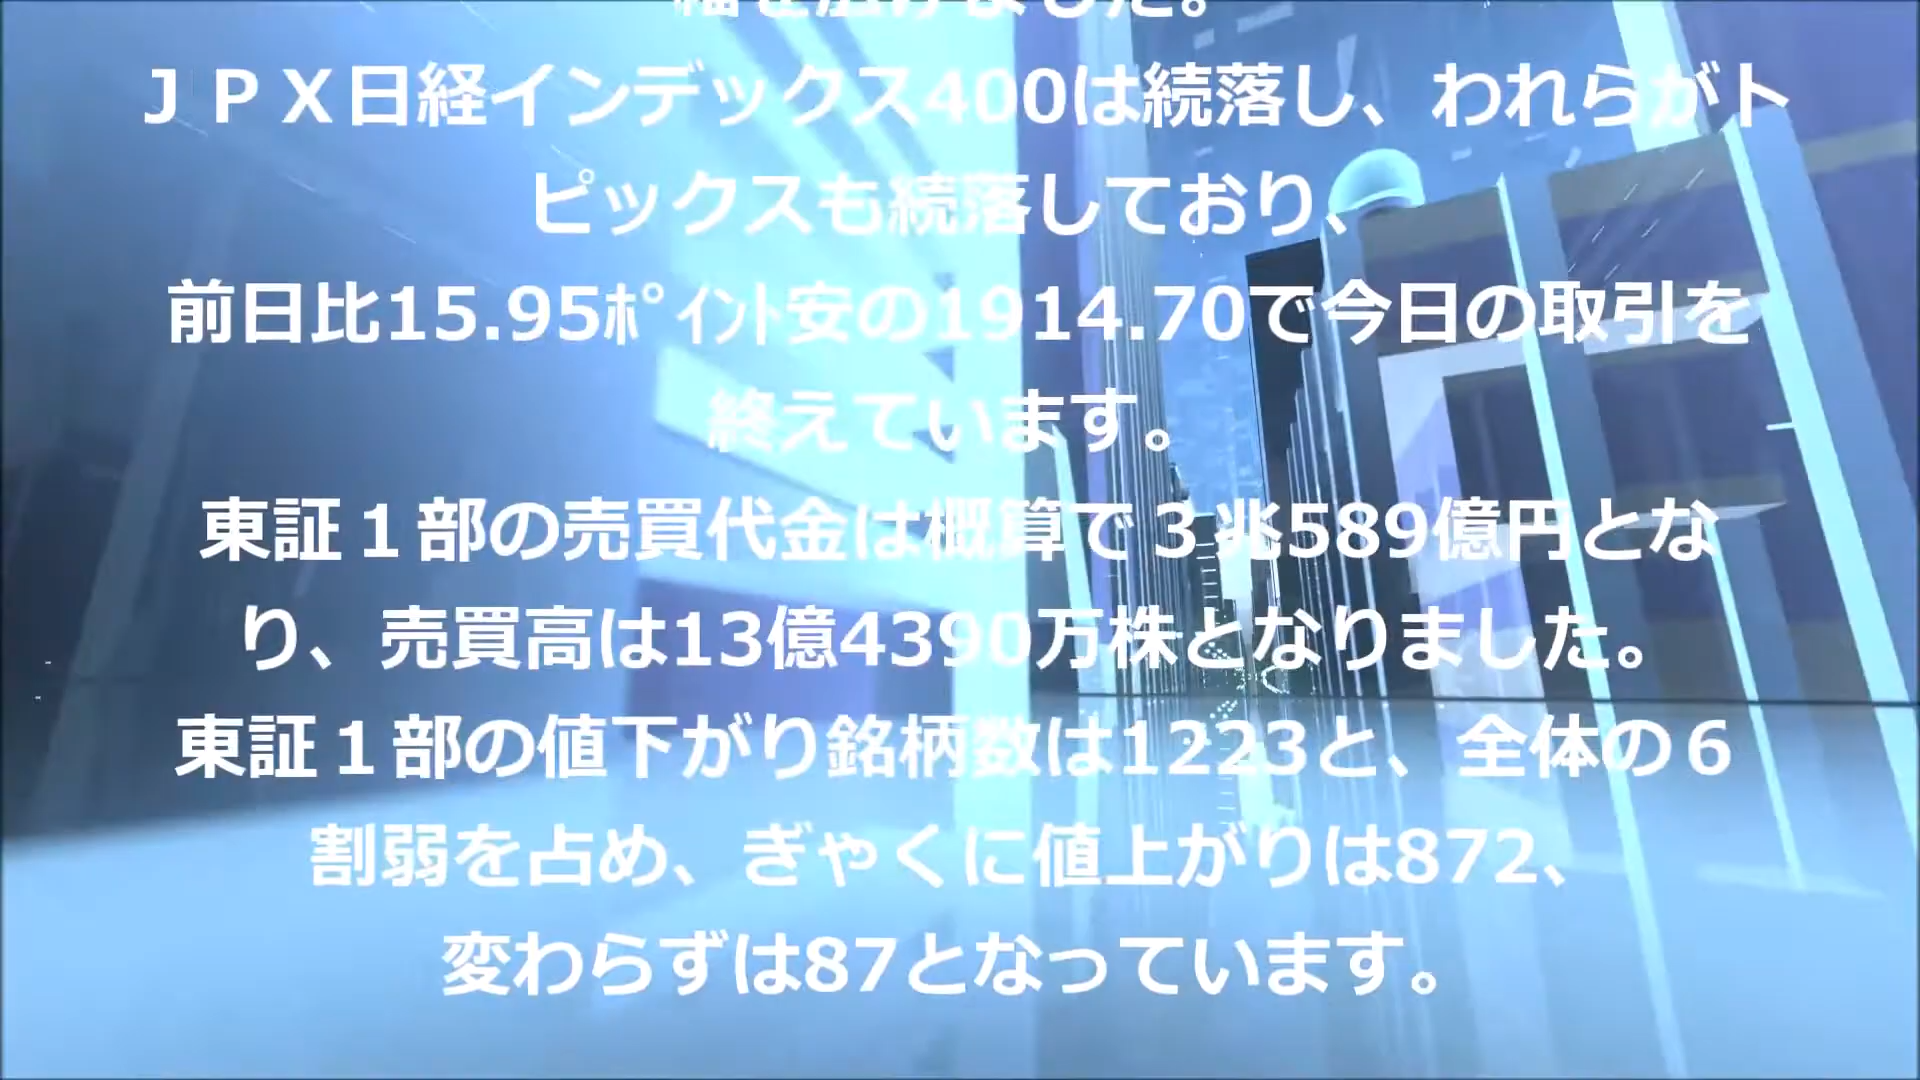 幅を広げました。
ＪＰＸ日経インデックス400は続落し、われらがト
ピックスも続落しており、
前日比15.95ﾎﾟｲﾝﾄ安の1914.70で今日の取引を
終えています。
東証１部の売買代金は概算で３兆589億円とな
り、売買高は13億4390万株となりました。
東証１部の値下がり銘柄数は1223と、全体の６
割弱を占め、ぎゃくに値上がりは872、
変わらずは87となっています。